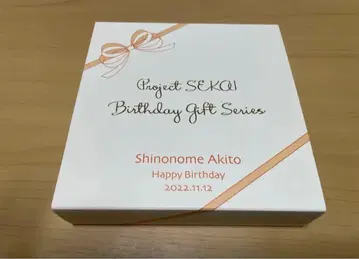 Project SEKAI
Birthday Gift Series
Shinonome Akito
Happy Birthday
2022.11.12